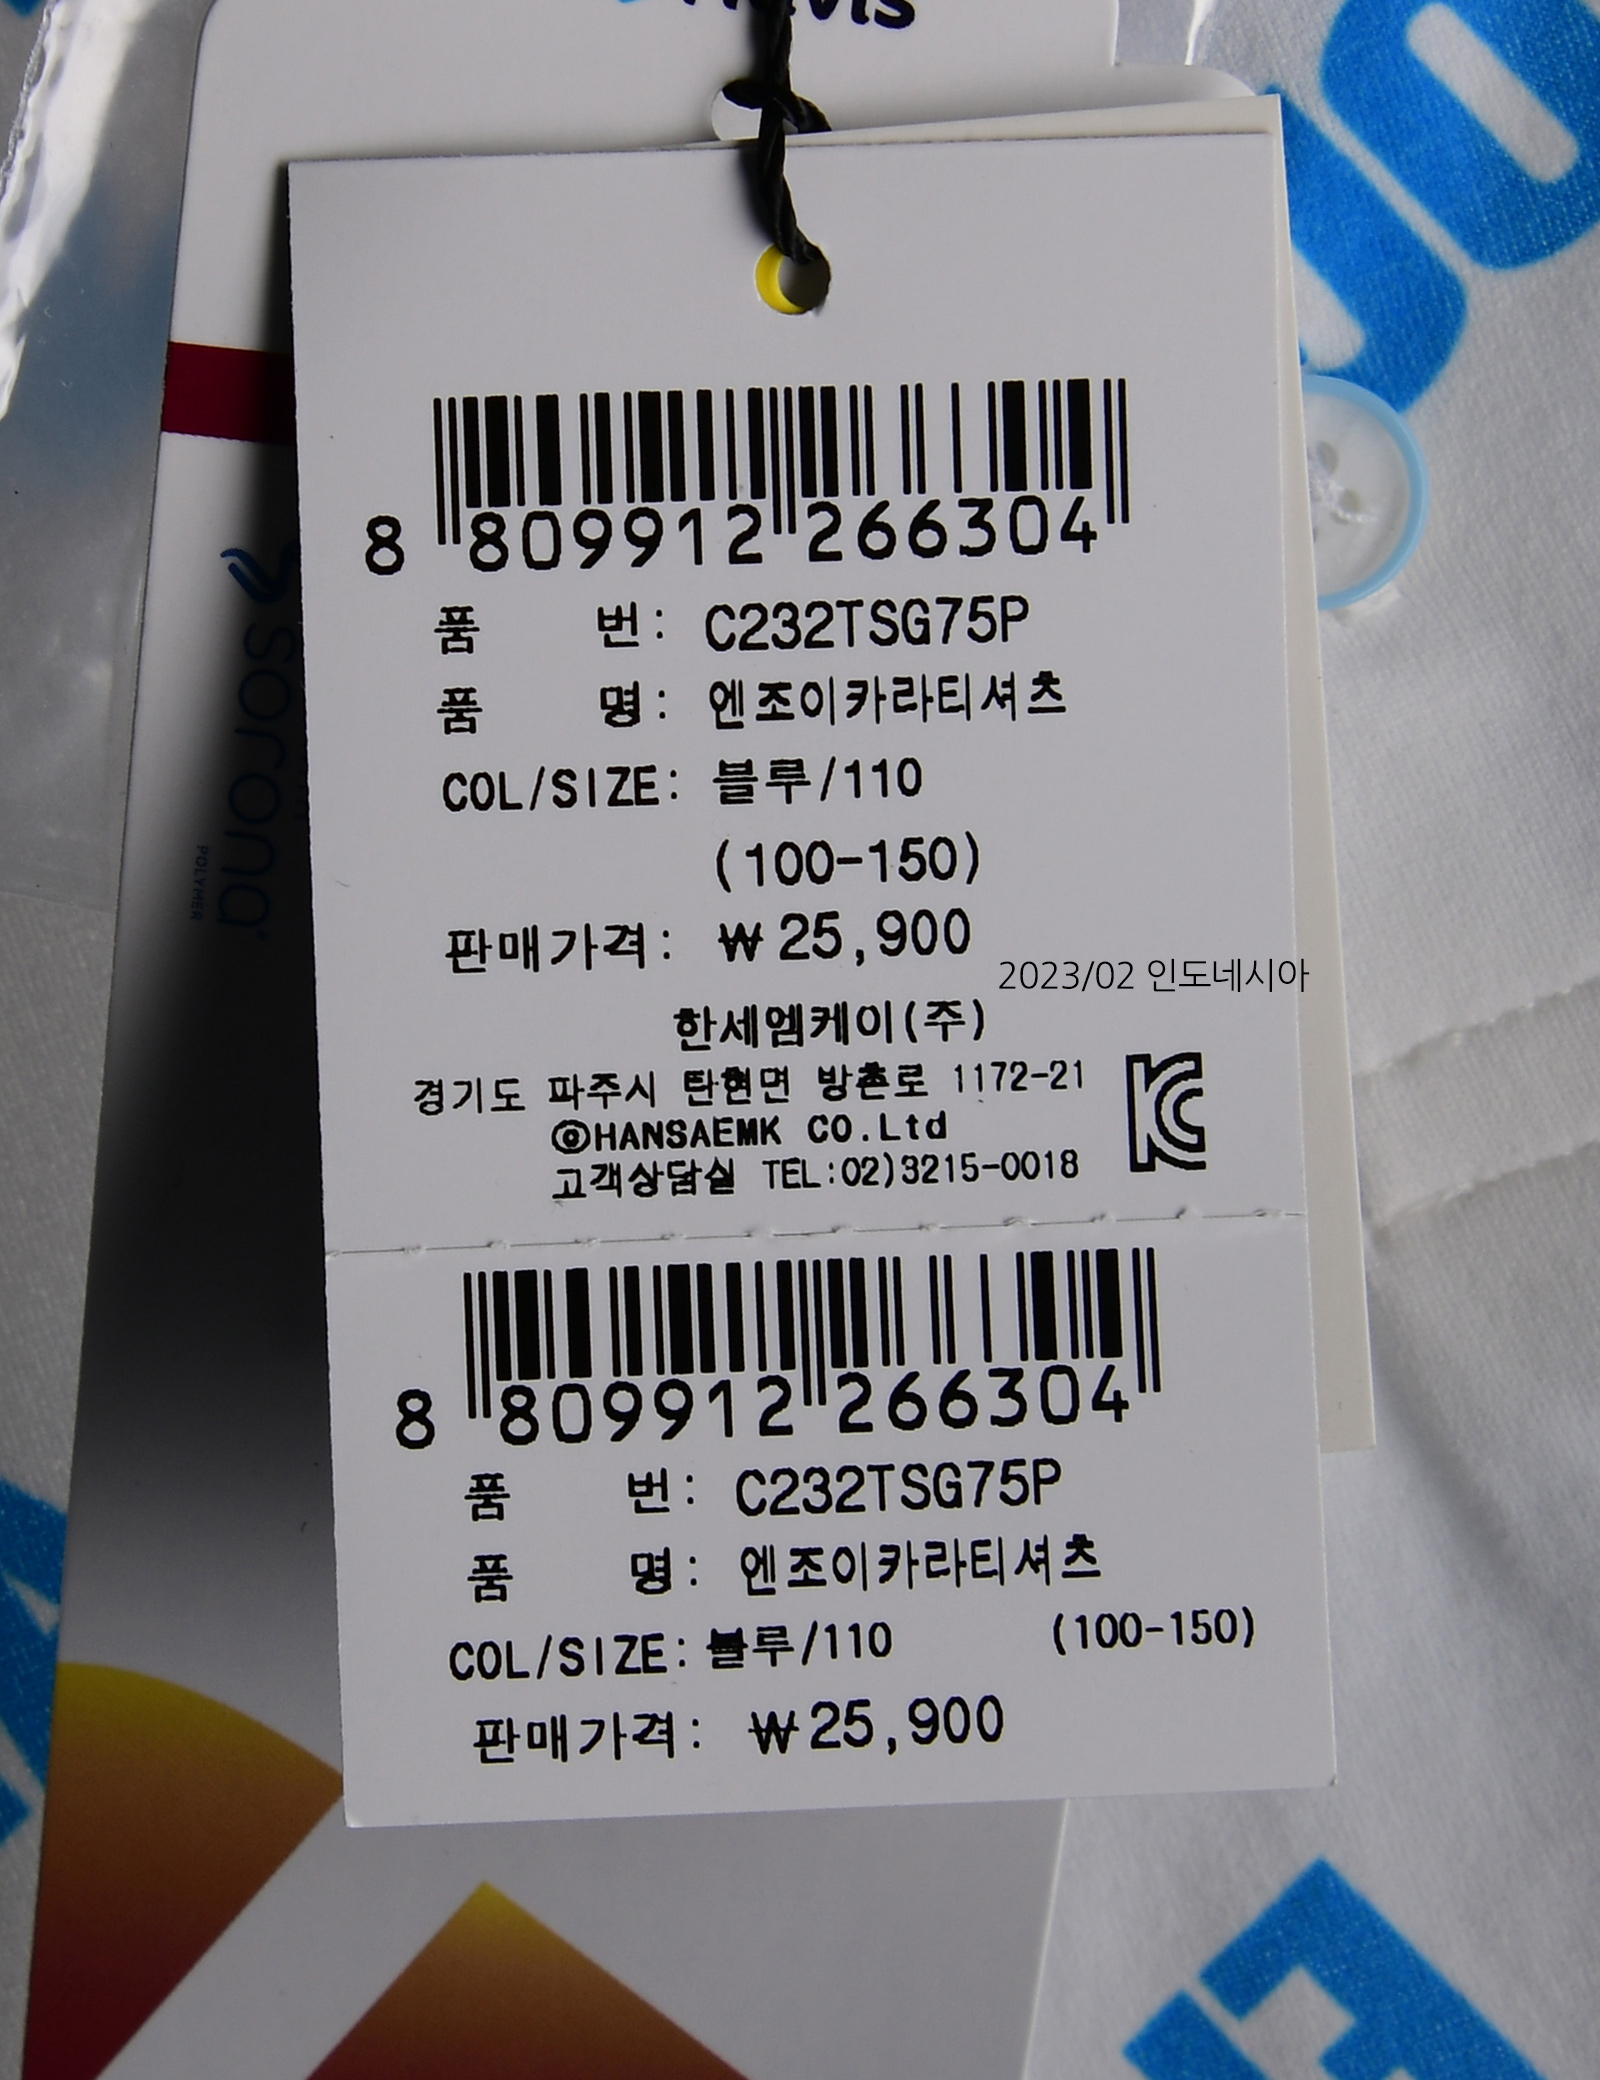 8 809912 266304
품 번: C232TSG75P
품 명: 엔조이카라티셔츠
COL/SIZE: 블루/110
(100-150)
판매가격: ₩25,900
2023/02 인도네시아
한세엠케이(주)
경기도 파주시 탄현면 방촌로 1172-21
@HANSAEMK CO.Ltd
고객상담실 TEL:02)3215-0018
8 809912 266304
품 번: C232TSG75P
품 명: 엔조이카라티셔츠
COL/SIZE: 블루/110 (100-150)
판매가격: ₩25,900
sorona
POLYMER